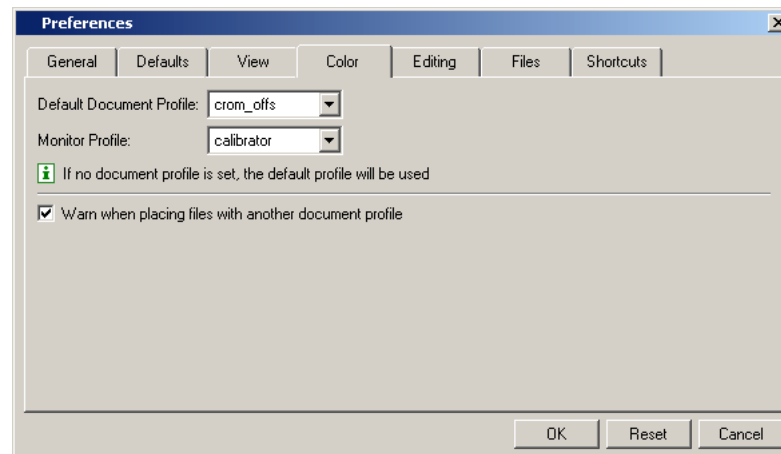 Preferences
General Defaults View Color Editing Files Shortcuts
Default Document Profile: crom_offs
Monitor Profile: calibrator
If no document profile is set, the default profile will be used
Warn when placing files with another document profile
OK Reset Cancel